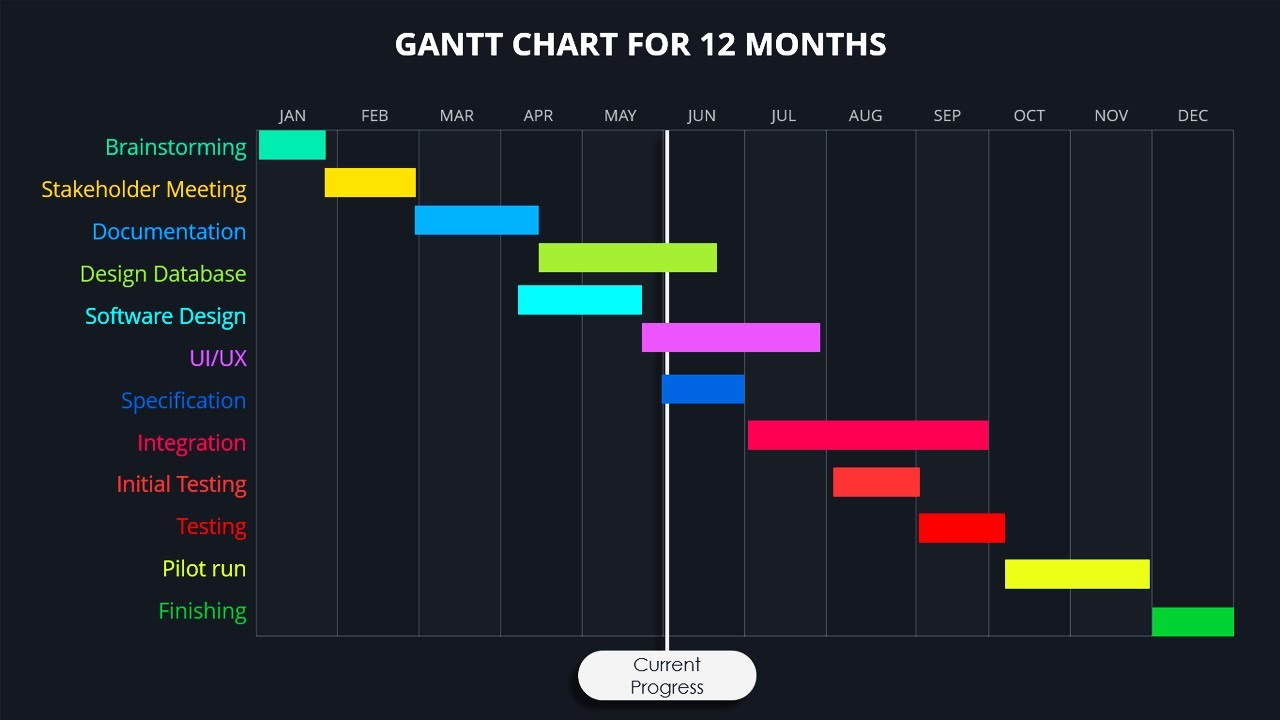 GANTT CHART FOR 12 MONTHS
JAN FEB MAR APR MAY JUN JUL AUG SEP OCT NOV DEC
Brainstorming
Stakeholder Meeting
Documentation
Design Database
Software Design
UI/UX
Specification
Integration
Initial Testing
Testing
Pilot run
Finishing
Current
Progress